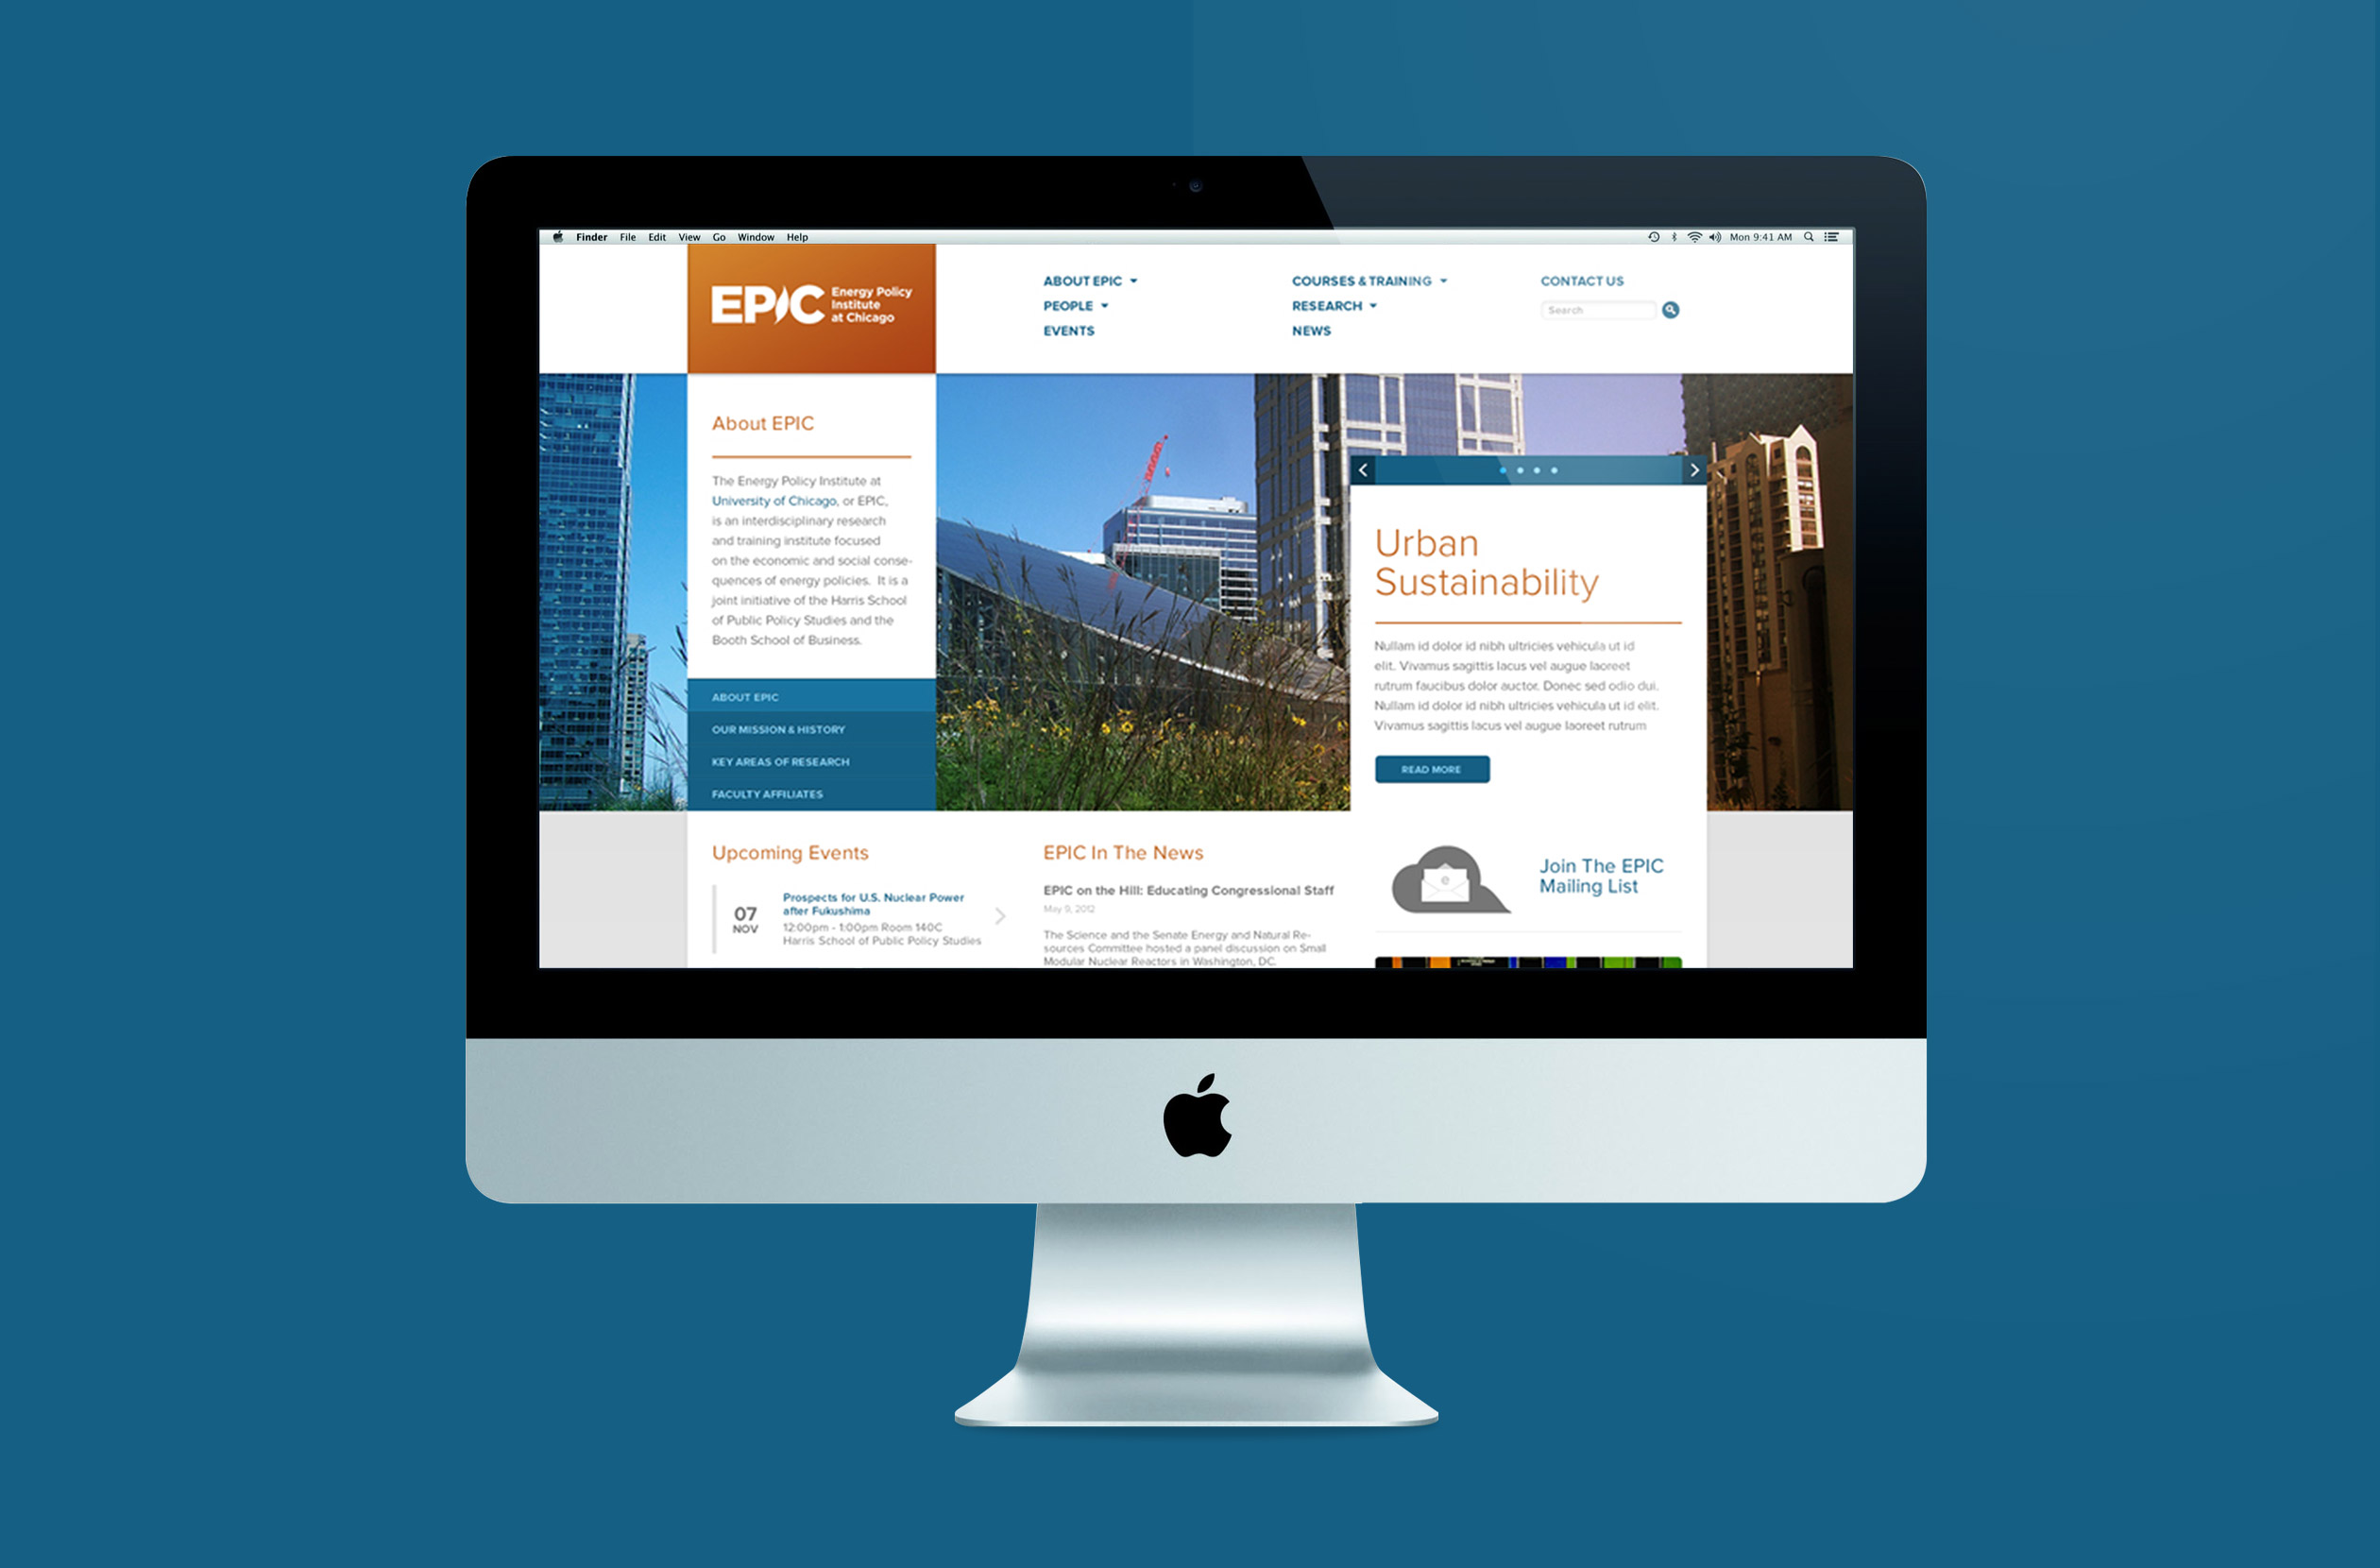 Finder File Edit View Go Window Help
Mon 9:41 AM
EPIC
Energy Policy
Institute
at Chicago
ABOUT EPIC
PEOPLE
EVENTS
COURSES & TRAINING
RESEARCH
NEWS
CONTACT US
Search
About EPIC
The Energy Policy Institute at
University of Chicago, or EPIC,
is an interdisciplinary research
and training institute focused
on the economic and social conse-
quences of energy policies. It is a
joint initiative of the Harris School
of Public Policy Studies and the
Booth School of Business.
ABOUT EPIC
OUR MISSION & HISTORY
KEY AREAS OF RESEARCH
FACULTY AFFILIATES
Urban
Sustainability
Nullam id dolor id nibh ultricies vehicula ut id
elit. Vivamus sagittis lacus vel augue laoreet
rutrum faucibus dolor auctor. Donec sed odio dui.
Nullam id dolor id nibh ultricies vehicula ut id elit.
Vivamus sagittis lacus vel augue laoreet rutrum
READ MORE
Upcoming Events
07
NOV
Prospects for U.S. Nuclear Power
after Fukushima
12:00pm - 1:00pm Room 140C
Harris School of Public Policy Studies
EPIC In The News
EPIC on the Hill: Educating Congressional Staff
May 9, 2012
The Science and the Senate Energy and Natural Re-
sources Committee hosted a panel discussion on Small
Modular Nuclear Reactors in Washington, DC.
e
Join The EPIC
Mailing List